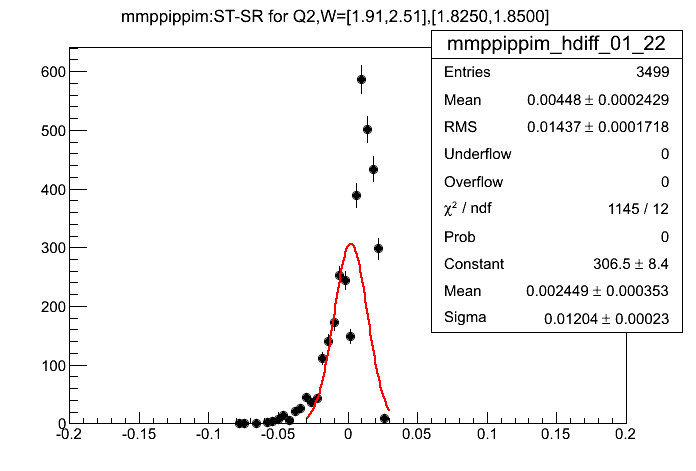 mmppippim:ST-SR for Q2,W=[1.91,2.51],[1.8250,1.8500]
mmppippim_hdiff_01_22
Entries 3499
Mean 0.00448 ± 0.0002429
RMS 0.01437 ± 0.0001718
Underflow 0
Overflow 0
χ² / ndf 1145 / 12
Prob 0
Constant 306.5 ± 8.4
Mean 0.002449 ± 0.000353
Sigma 0.01204 ± 0.00023
600
500
400
300
200
100
0
-0.2 -0.15 -0.1 -0.05 0 0.05 0.1 0.15 0.2